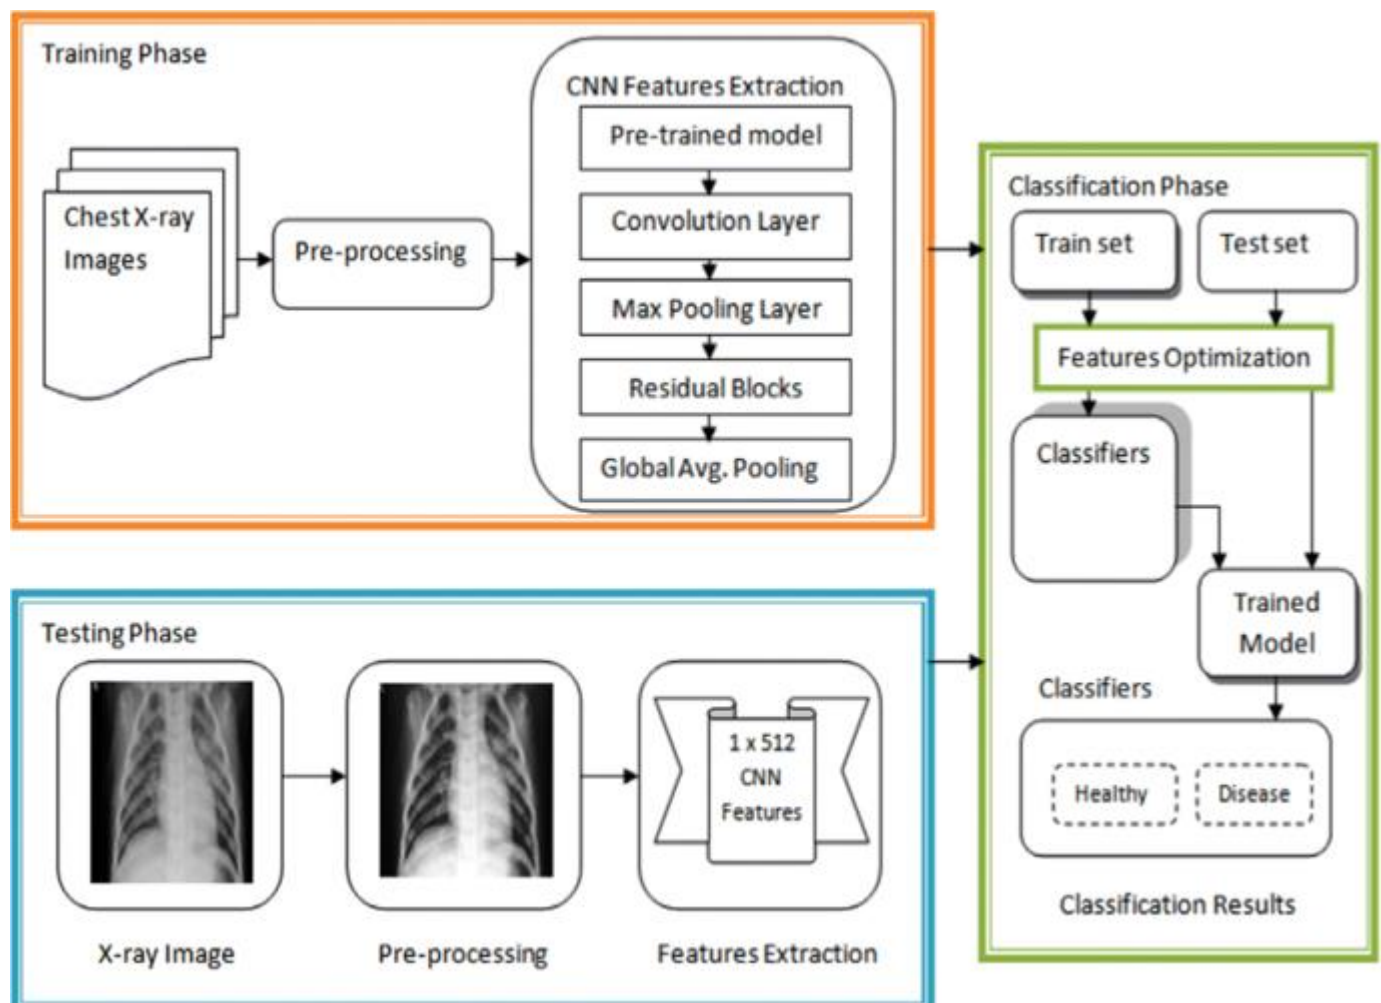 Training Phase
Chest X-ray
Images
Pre-processing
CNN Features Extraction
Pre-trained model
Convolution Layer
Max Pooling Layer
Residual Blocks
Global Avg. Pooling
Testing Phase
X-ray Image
Pre-processing
1 x 512
CNN
Features
Features Extraction
Classification Phase
Train set
Test set
Features Optimization
Classifiers
Trained
Model
Classifiers
Healthy
Disease
Classification Results